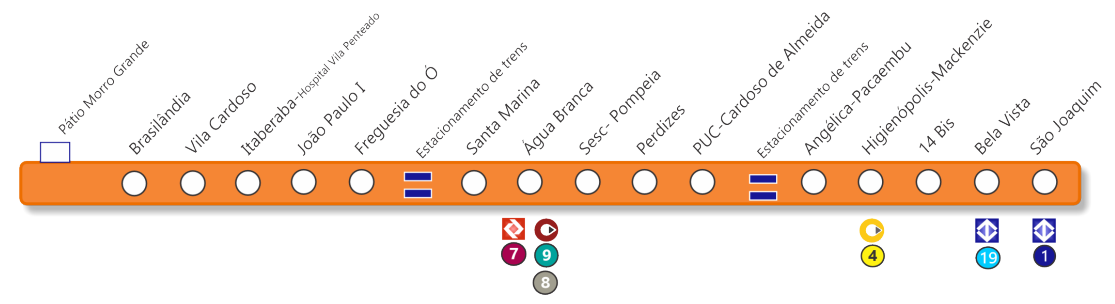 Pátio Morro Grande
Brasilândia
Vila Cardoso
Itaberaba-Hospital Vila Penteado
João Paulo I
Freguesia do Ó
Estacionamento de trens
Santa Marina
Água Branca
Sesc- Pompeia
Perdizes
PUC-Cardoso de Almeida
Estacionamento de trens
Angélica-Pacaembu
Higienópolis-Mackenzie
14 Bis
Bela Vista
São Joaquim
7
9
8
4
19
1